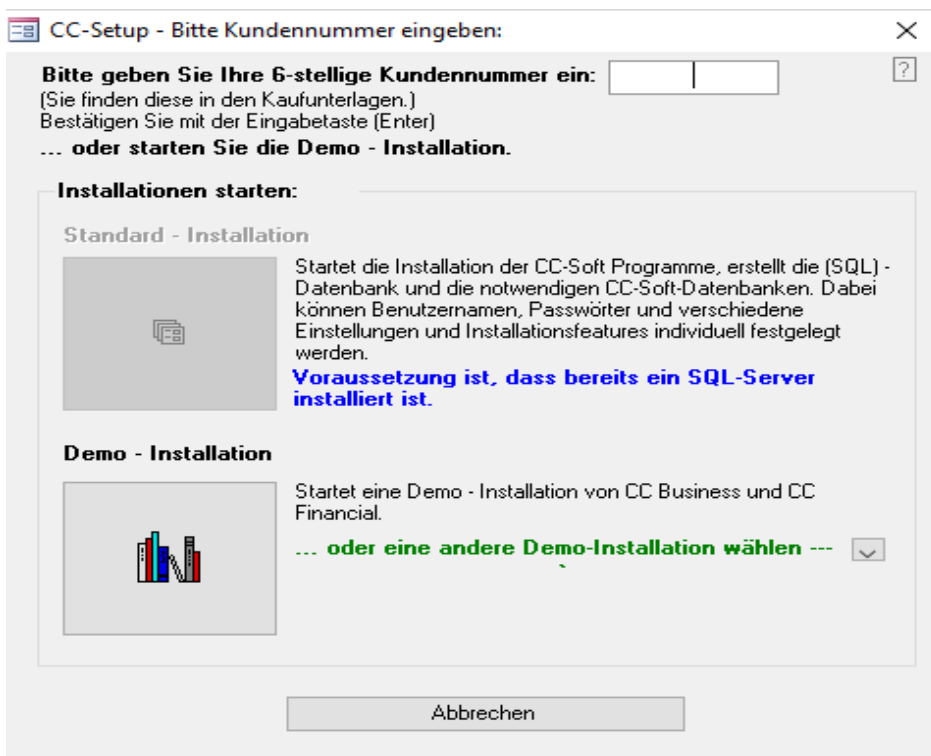 CC-Setup - Bitte Kundennummer eingeben:
Bitte geben Sie Ihre 6-stellige Kundennummer ein:
?
(Sie finden diese in den Kaufunterlagen.)
Bestätigen Sie mit der Eingabetaste (Enter)
... oder starten Sie die Demo - Installation.
Installationen starten:
Standard - Installation
Startet die Installation der CC-Soft Programme, erstellt die (SQL) -
Datenbank und die notwendigen CC-Soft-Datenbanken. Dabei
können Benutzernamen, Passwörter und verschiedene
Einstellungen und Installationsfeatures individuell festgelegt
werden.
Voraussetzung ist, dass bereits ein SQL-Server
installiert ist.
Demo - Installation
Startet eine Demo - Installation von CC Business und CC
Financial.
... oder eine andere Demo-Installation wählen ---
Abbrechen